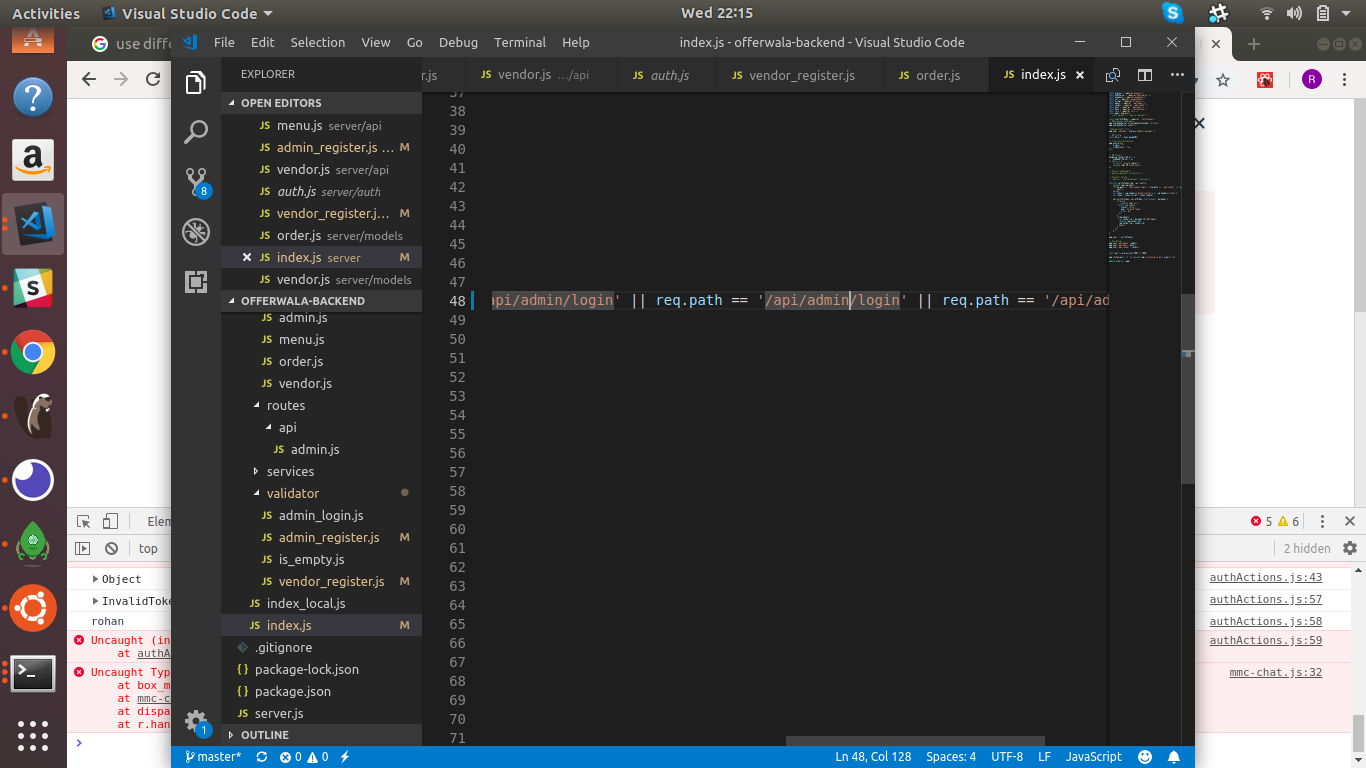 Activities Visual Studio Code Wed 22:15
use diffe
File Edit Selection View Go Debug Terminal Help index.js - offerwala-backend - Visual Studio Code
EXPLORER r.js vendor.js …/api auth.js vendor_register.js order.js index.js
R
OPEN EDITORS
JS menu.js server/api
JS admin_register.js ... M
JS vendor.js server/api
JS auth.js server/auth
JS vendor_register.j... M
JS order.js server/models
JS index.js server M
JS vendor.js server/models
OFFERWALA-BACKEND
JS admin.js
JS menu.js
JS order.js
JS vendor.js
routes
api
JS admin.js
services
validator
JS admin_login.js
JS admin_register.js M
JS is_empty.js
JS vendor_register.js M
JS index_local.js
JS index.js M
.gitignore
{ } package-lock.json
{ } package.json
JS server.js
OUTLINE
8
1
37
38
39
40
41
42
43
44
45
46
47
48 api/admin/login' || req.path == '/api/admin/login' || req.path == '/api/ad
49
50
51
52
53
54
55
56
57
58
59
60
61
62
63
64
65
66
67
68
69
70
71
Elem
5 6
top
2 hidden
Object authActions.js:43
InvalidToke authActions.js:57
rohan authActions.js:58
Uncaught (in authActions.js:59
at authA
Uncaught Typ mmc-chat.js:32
at box_m
at mmc-c
at dispa
at r.han
master* 0 0 Ln 48, Col 128 Spaces: 4 UTF-8 LF JavaScript